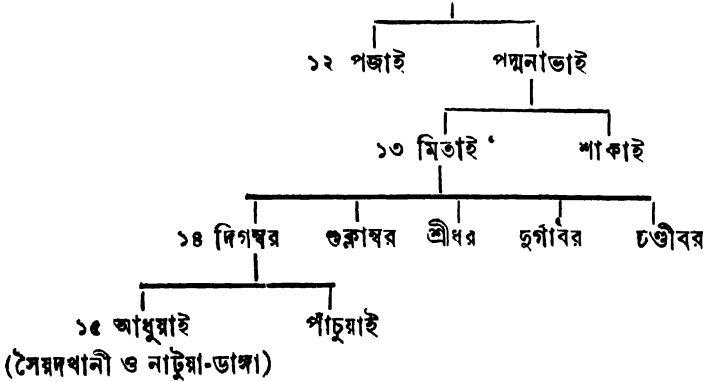 ১২ পজাই পদ্মনাভাই
১৩ মিতাই শাকাই
১৪ দিগম্বর শুক্লাম্বর শ্রীধর দুর্গাবর চণ্ডীবর
১৫ আধুয়াই পাঁচুয়াই
(সৈয়দখানী ও নাটুয়া-ডাঙ্গা)